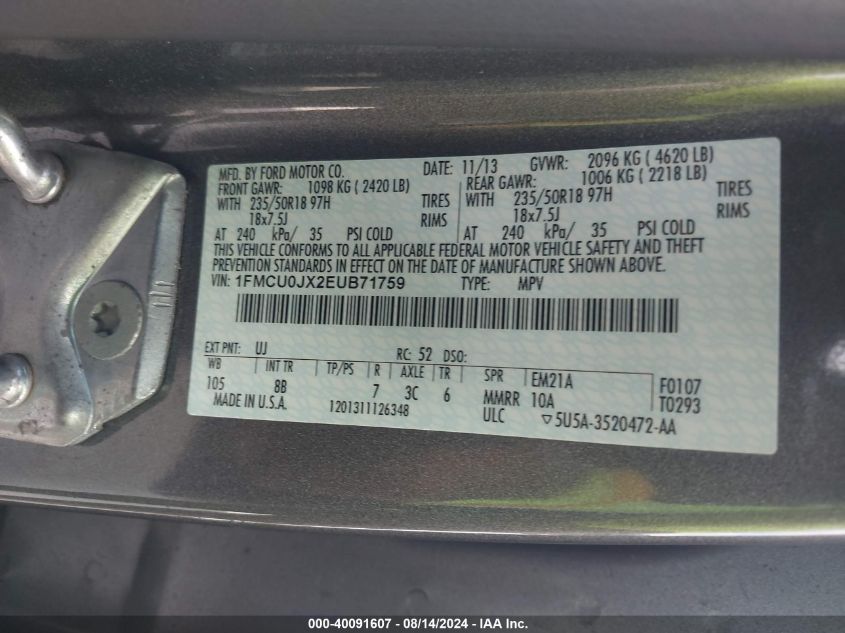 MFD. BY FORD MOTOR CO. DATE: 11/13 GVWR: 2096 KG ( 4620 LB)
FRONT GAWR: 1098 KG ( 2420 LB) REAR GAWR: 1006 KG ( 2218 LB)
WITH 235/50R18 97H TIRES WITH 235/50R18 97H TIRES
18x7.5J RIMS 18x7.5J RIMS
AT 240 kPa/ 35 PSI COLD AT 240 kPa/ 35 PSI COLD
THIS VEHICLE CONFORMS TO ALL APPLICABLE FEDERAL MOTOR VEHICLE SAFETY AND THEFT
PREVENTION STANDARDS IN EFFECT ON THE DATE OF MANUFACTURE SHOWN ABOVE.
VIN: 1FMCU0JX2EUB71759 TYPE: MPV
EXT PNT: UJ RC: 52 DSO:
WB INT TR TP/PS R AXLE TR SPR EM21A F0107
105 8B 7 3C 6 MMRR 10A T0293
MADE IN U.S.A. 1201311126348 ULC ▽5U5A-3520472-AA
000-40091607 - 08/14/2024 - IAA Inc.